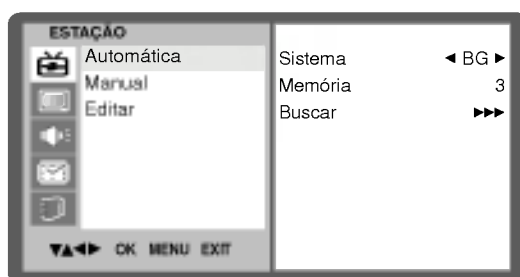 ESTAÇÃO
Automática
Manual
Editar
▼▲◀▶ OK MENU EXIT
Sistema ◀ BG ▶
Memória 3
Buscar ▶▶▶